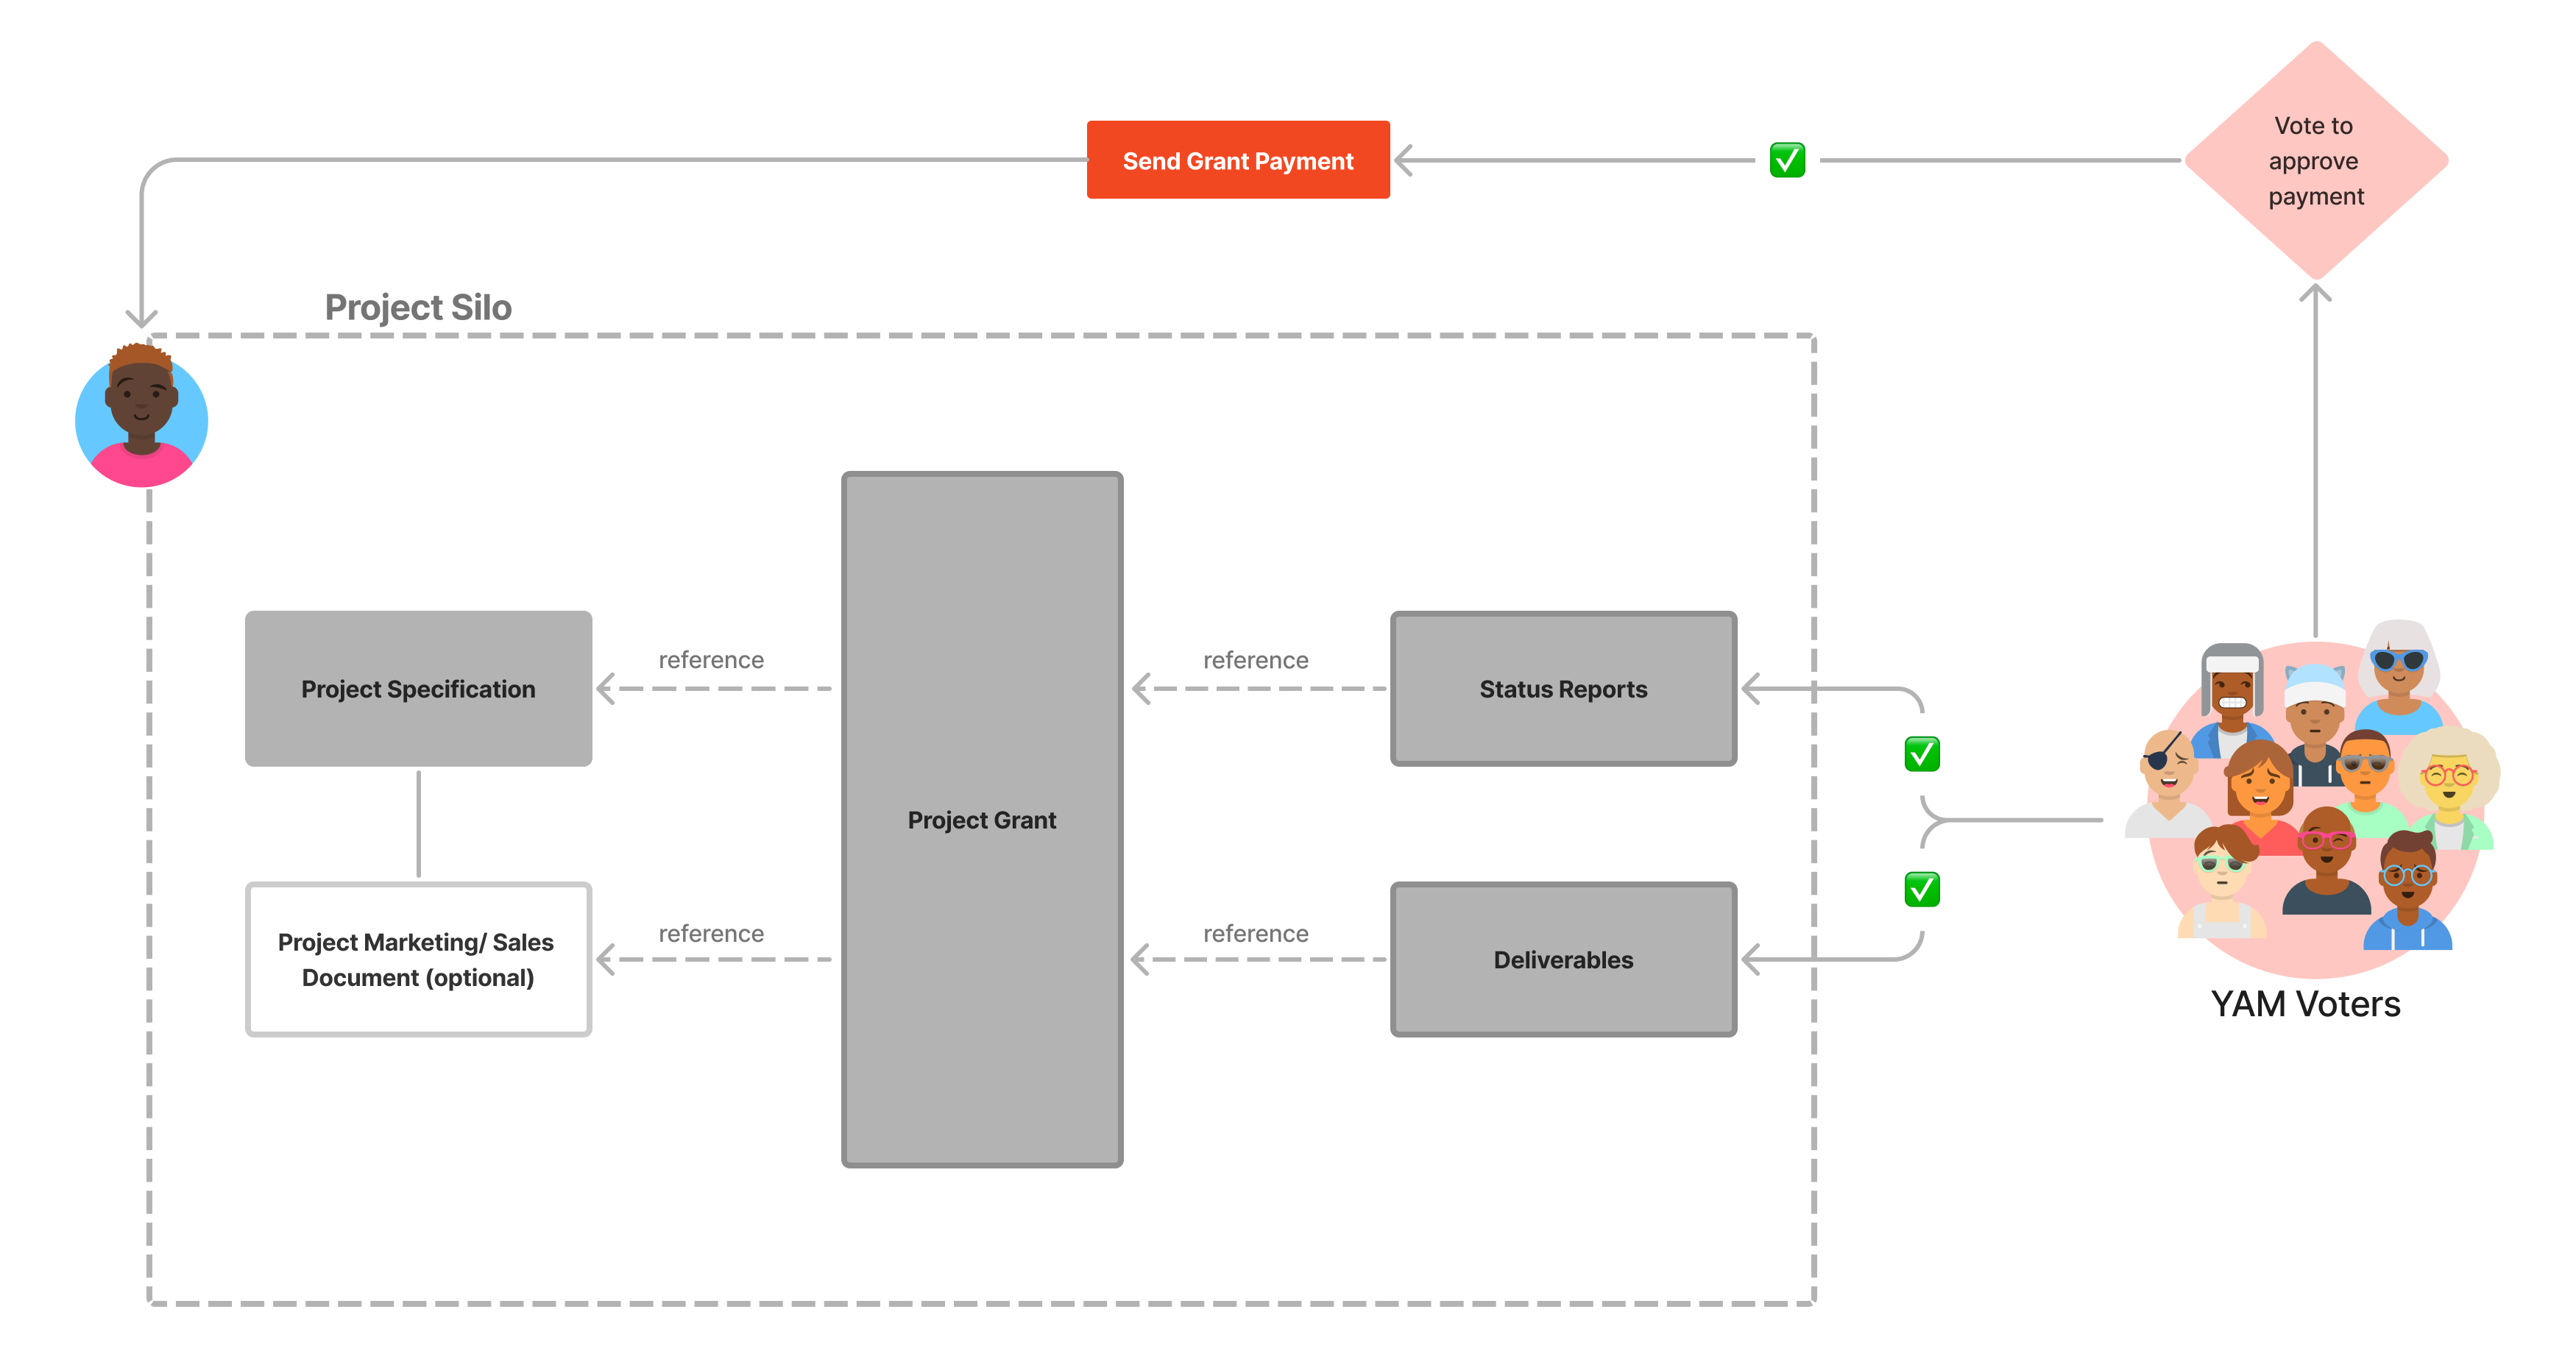 Vote to
approve
payment
Send Grant Payment
Project Silo
Project Specification
reference
Project Grant
reference
Status Reports
Project Marketing/ Sales
Document (optional)
reference
reference
Deliverables
YAM Voters